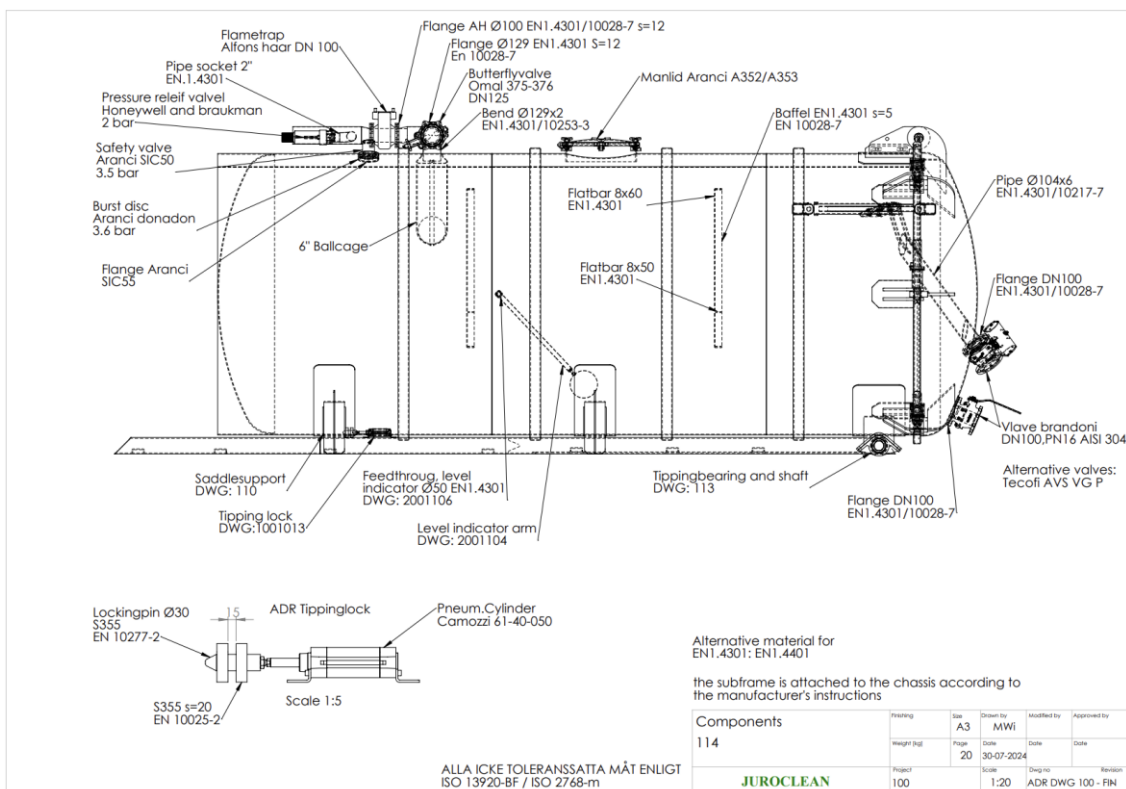 Flametrap
Alfons haar DN 100
Pipe socket 2"
EN.1.4301
Pressure releif valvel
Honeywell and braukman
2 bar
Safety valve
Aranci SIC50
3.5 bar
Burst disc
Aranci donadon
3.6 bar
Flange Aranci
SIC55
Flange AH Ø100 EN1.4301/10028-7 s=12
Flange Ø129 EN1.4301 S=12
En 10028-7
Butterflyvalve
Omal 375-376
DN125
Bend Ø129x2
EN1.4301/10253-3
Manlid Aranci A352/A353
Baffel EN1.4301 s=5
EN 10028-7
Pipe Ø104x6
EN1.4301/10217-7
Flatbar 8x60
EN1.4301
6" Ballcage
Flatbar 8x50
EN1.4301
Flange DN100
EN1.4301/10028-7
Vlave brandoni
DN100,PN16 AISI 304
Alternative valves:
Tecofi AVS VG P
Saddlesupport
DWG: 110
Tipping lock
DWG:1001013
Feedthroug, level
indicator Ø50 EN1.4301
DWG: 2001106
Level indicator arm
DWG: 2001104
Tippingbearing and shaft
DWG: 113
Flange DN100
EN1.4301/10028-7
Lockingpin Ø30
S355
EN 10277-2
15
ADR Tippinglock
Pneum.Cylinder
Camozzi 61-40-050
S355 s=20
EN 10025-2
Scale 1:5
Alternative material for
EN1.4301: EN1.4401
the subframe is attached to the chassis according to
the manufacturer's instructions
ALLA ICKE TOLERANSSATTA MÅT ENLIGT
ISO 13920-BF / ISO 2768-m
Components
114
Finishing
Size
A3
Drawn by
MWi
Modified by
Approved by
Weight [kg]
Page
20
Date
30-07-2024
Date
Date
JUROCLEAN
Project
100
Scale
1:20
Dwg no
Revision
ADR DWG 100 - FIN